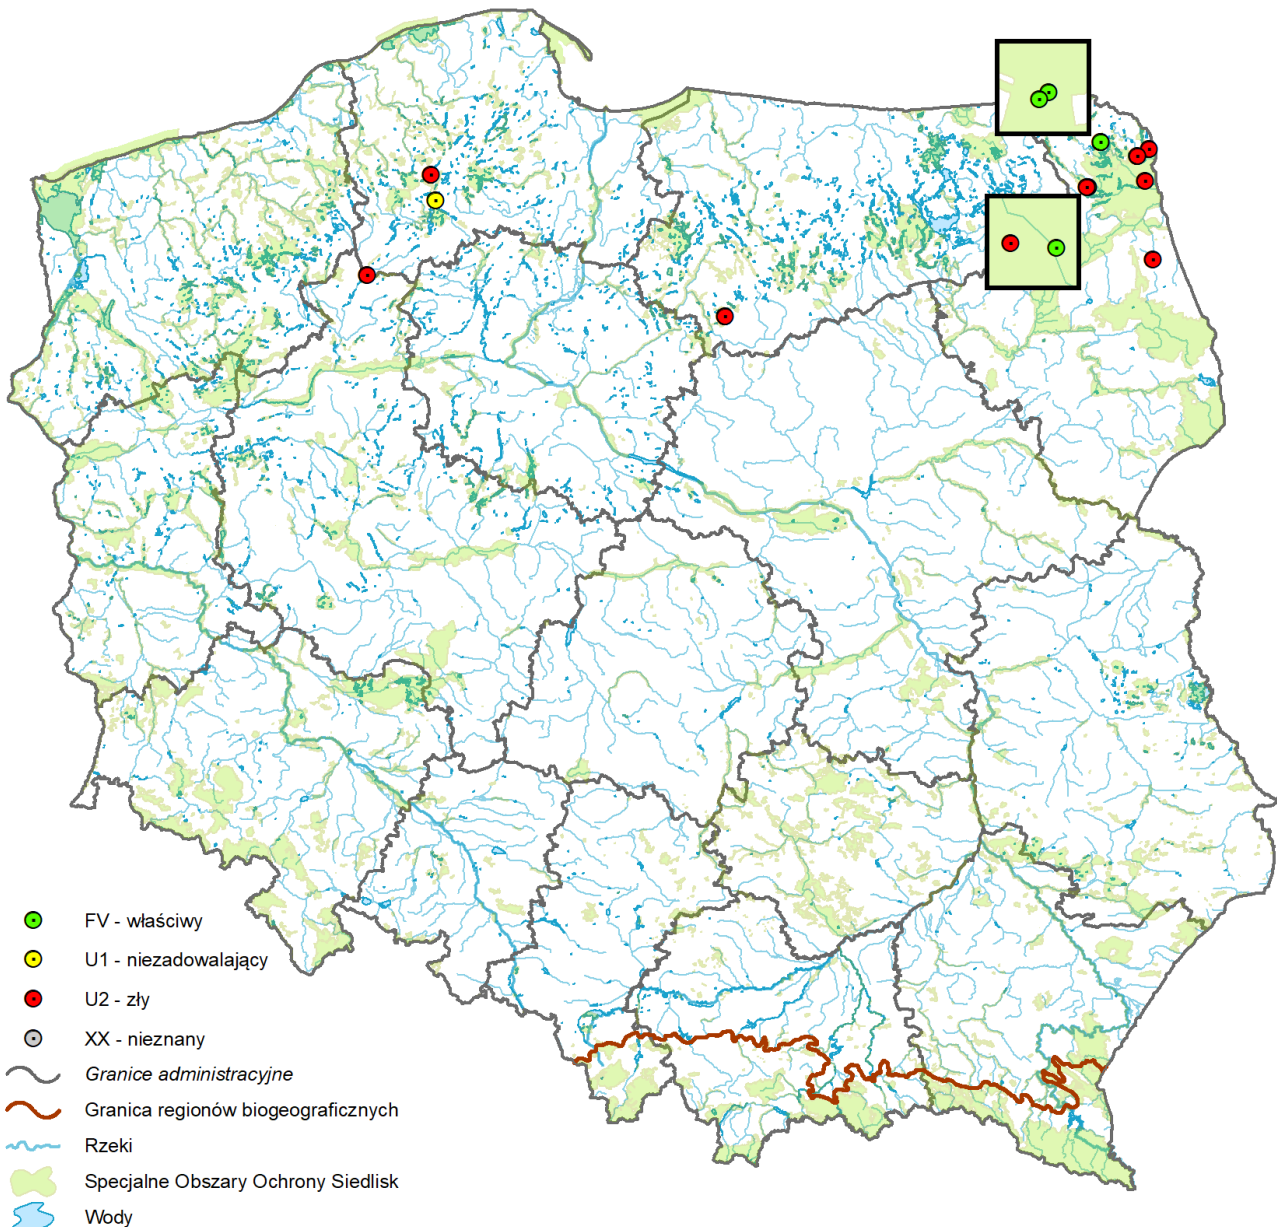 FV - właściwy
U1 - niezadowalający
U2 - zły
XX - nieznany
Granice administracyjne
Granica regionów biogeograficznych
Rzeki
Specjalne Obszary Ochrony Siedlisk
Wody